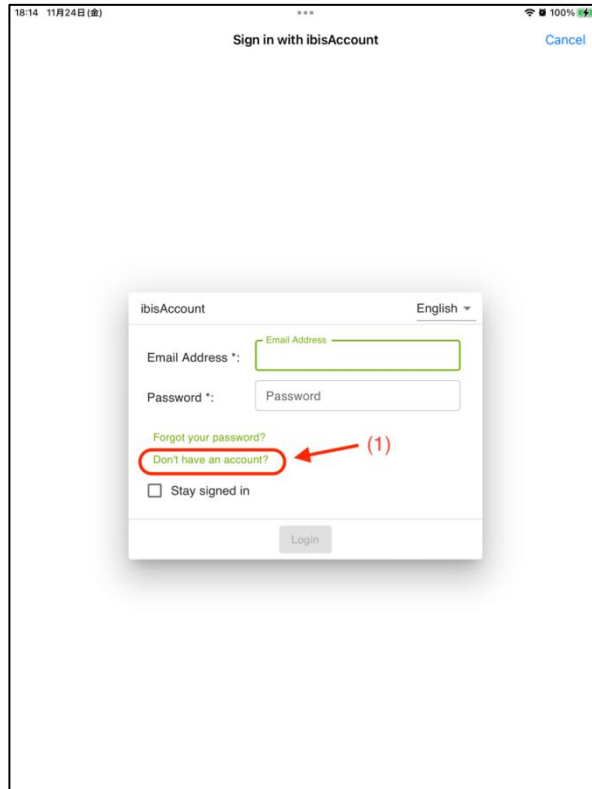 18:14 11月24日(金)
100%
Sign in with ibisAccount
Cancel
ibisAccount
English
Email Address
Email Address *:
Password *:
Password
Forgot your password?
Don't have an account?
(1)
Stay signed in
Login